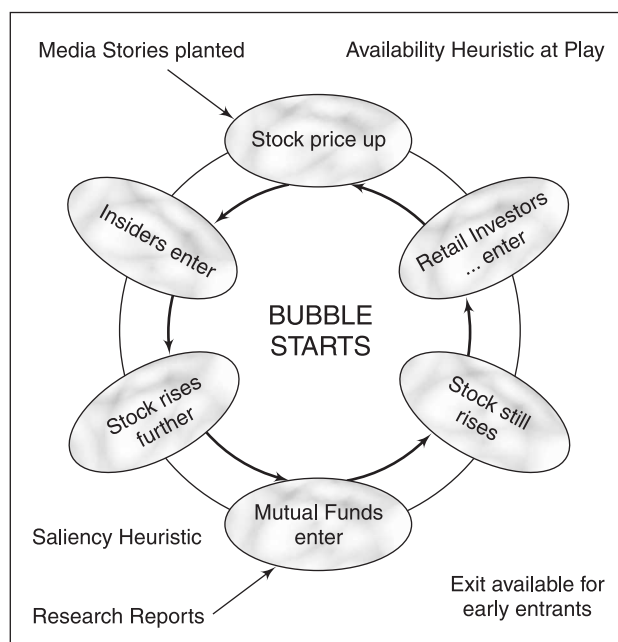 Media Stories planted
Availability Heuristic at Play
Stock price up
Insiders enter
Retail Investors
... enter
BUBBLE
STARTS
Stock rises
further
Stock still
rises
Mutual Funds
enter
Saliency Heuristic
Research Reports
Exit available for
early entrants